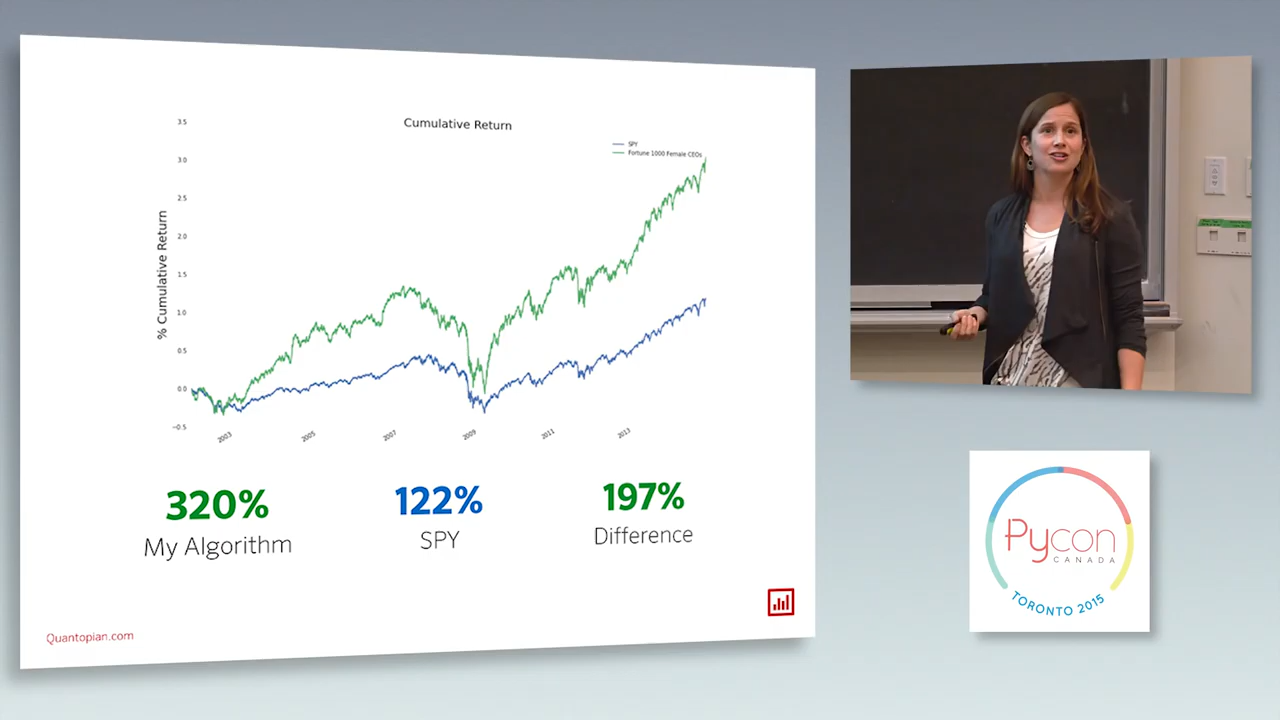 Cumulative Return
3.5
3.0
2.5
2.0
1.5
1.0
0.5
0.0
−0.5
% Cumulative Return
SPY
Fortune 1000 Female CEOs
2003
2005
2007
2009
2011
2013
320%
My Algorithm
122%
SPY
197%
Difference
Quantopian.com
Pycon
CANADA
TORONTO 2015